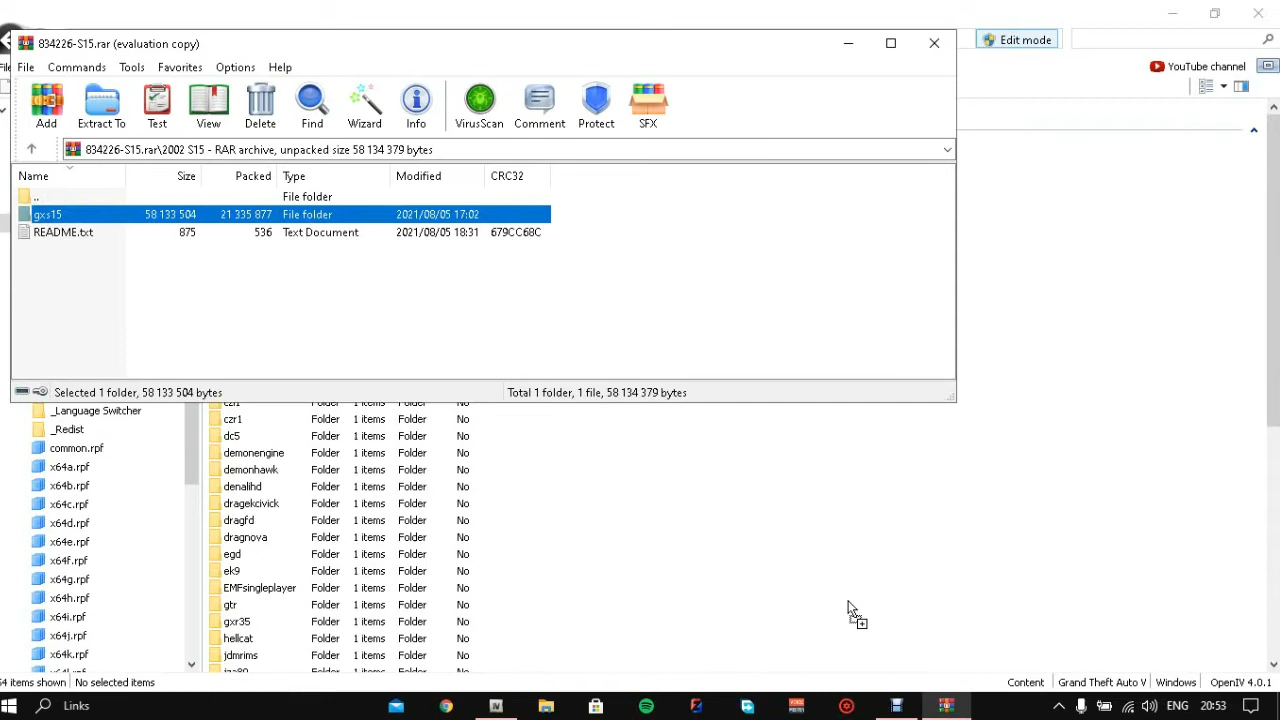 834226-S15.rar (evaluation copy)
Edit mode
File Commands Tools Favorites Options Help
YouTube channel
Add Extract To Test View Delete Find Wizard Info VirusScan Comment Protect SFX
834226-S15.rar\2002 S15 - RAR archive, unpacked size 58 134 379 bytes
Name Size Packed Type Modified CRC32
.. File folder
gxs15 58 133 504 21 335 877 File folder 2021/08/05 17:02
README.txt 875 536 Text Document 2021/08/05 18:31 679CC68C
Selected 1 folder, 58 133 504 bytes Total 1 folder, 1 file, 58 134 379 bytes
_Language Switcher
_Redist
common.rpf
x64a.rpf
x64b.rpf
x64c.rpf
x64d.rpf
x64e.rpf
x64f.rpf
x64g.rpf
x64h.rpf
x64i.rpf
x64j.rpf
x64k.rpf
czr1 1 items Folder No
czr1 Folder 1 items Folder No
dc5 Folder 1 items Folder No
demonengine Folder 1 items Folder No
demonhawk Folder 1 items Folder No
denalihd Folder 1 items Folder No
dragekcivick Folder 1 items Folder No
dragfd Folder 1 items Folder No
dragnova Folder 1 items Folder No
egd Folder 1 items Folder No
ek9 Folder 1 items Folder No
EMFsingleplayer Folder 1 items Folder No
gtr Folder 1 items Folder No
gxr35 Folder 1 items Folder No
hellcat Folder 1 items Folder No
jdmrims Folder 1 items Folder No
4 items shown No selected items Content Grand Theft Auto V Windows OpenIV 4.0.1
Links ENG 20:53